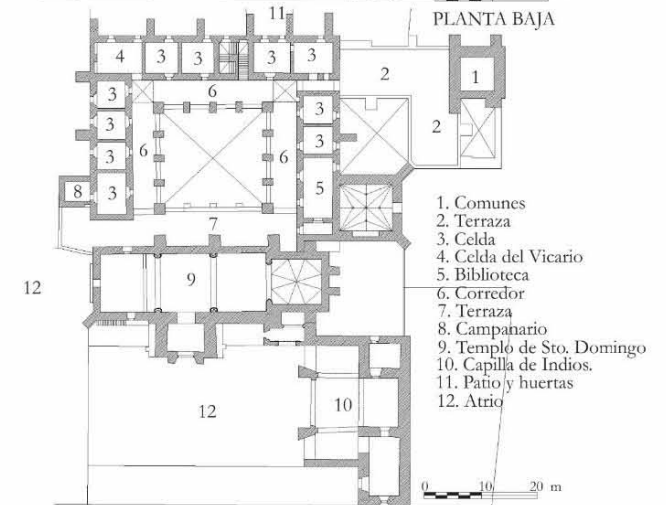 PLANTA BAJA
11
4 3 3 3 3
2
1
3
6
3
3
2
6
6
3
3
3
5
8
3
7
9
12
12
10
1. Comunes
2. Terraza
3. Celda
4. Celda del Vicario
5. Biblioteca
6. Corredor
7. Terraza
8. Campanario
9. Templo de Sto. Domingo
10. Capilla de Indios.
11. Patio y huertas
12. Atrio
0 10 20 m